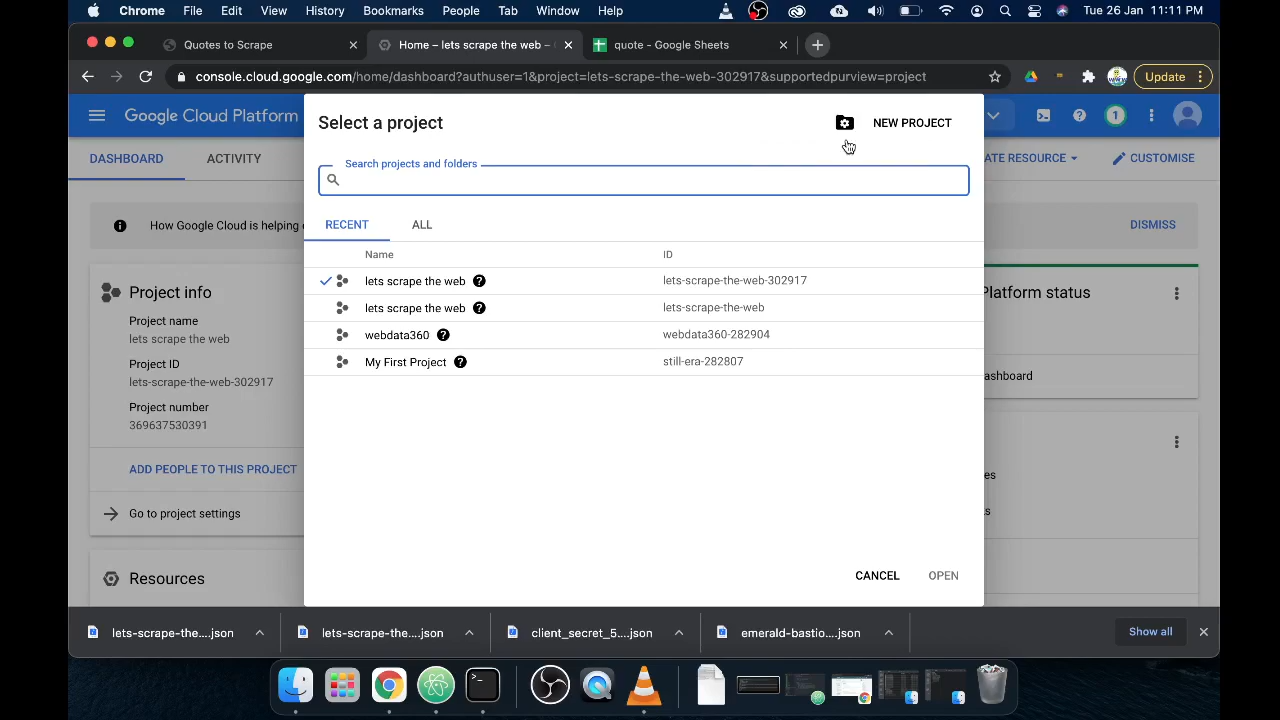 Chrome File Edit View History Bookmarks People Tab Window Help Tue 26 Jan 11:11 PM
Quotes to Scrape Home – lets scrape the web – quote - Google Sheets
console.cloud.google.com/home/dashboard?authuser=1&project=lets-scrape-the-web-302917&supportedpurview=project Update
Google Cloud Platform 1
Select a project NEW PROJECT
DASHBOARD ACTIVITY ATE RESOURCE CUSTOMISE
Search projects and folders
How Google Cloud is helping DISMISS
RECENT ALL
Name ID
lets scrape the web lets-scrape-the-web-302917
lets scrape the web lets-scrape-the-web
webdata360 webdata360-282904
My First Project still-era-282807
Project info
Project name
lets scrape the web
Project ID
lets-scrape-the-web-302917
Project number
369637530391
ADD PEOPLE TO THIS PROJECT
Go to project settings
Resources
Platform status
ashboard
es
s
CANCEL OPEN
lets-scrape-the....json lets-scrape-the....json client_secret_5....json emerald-bastio....json Show all